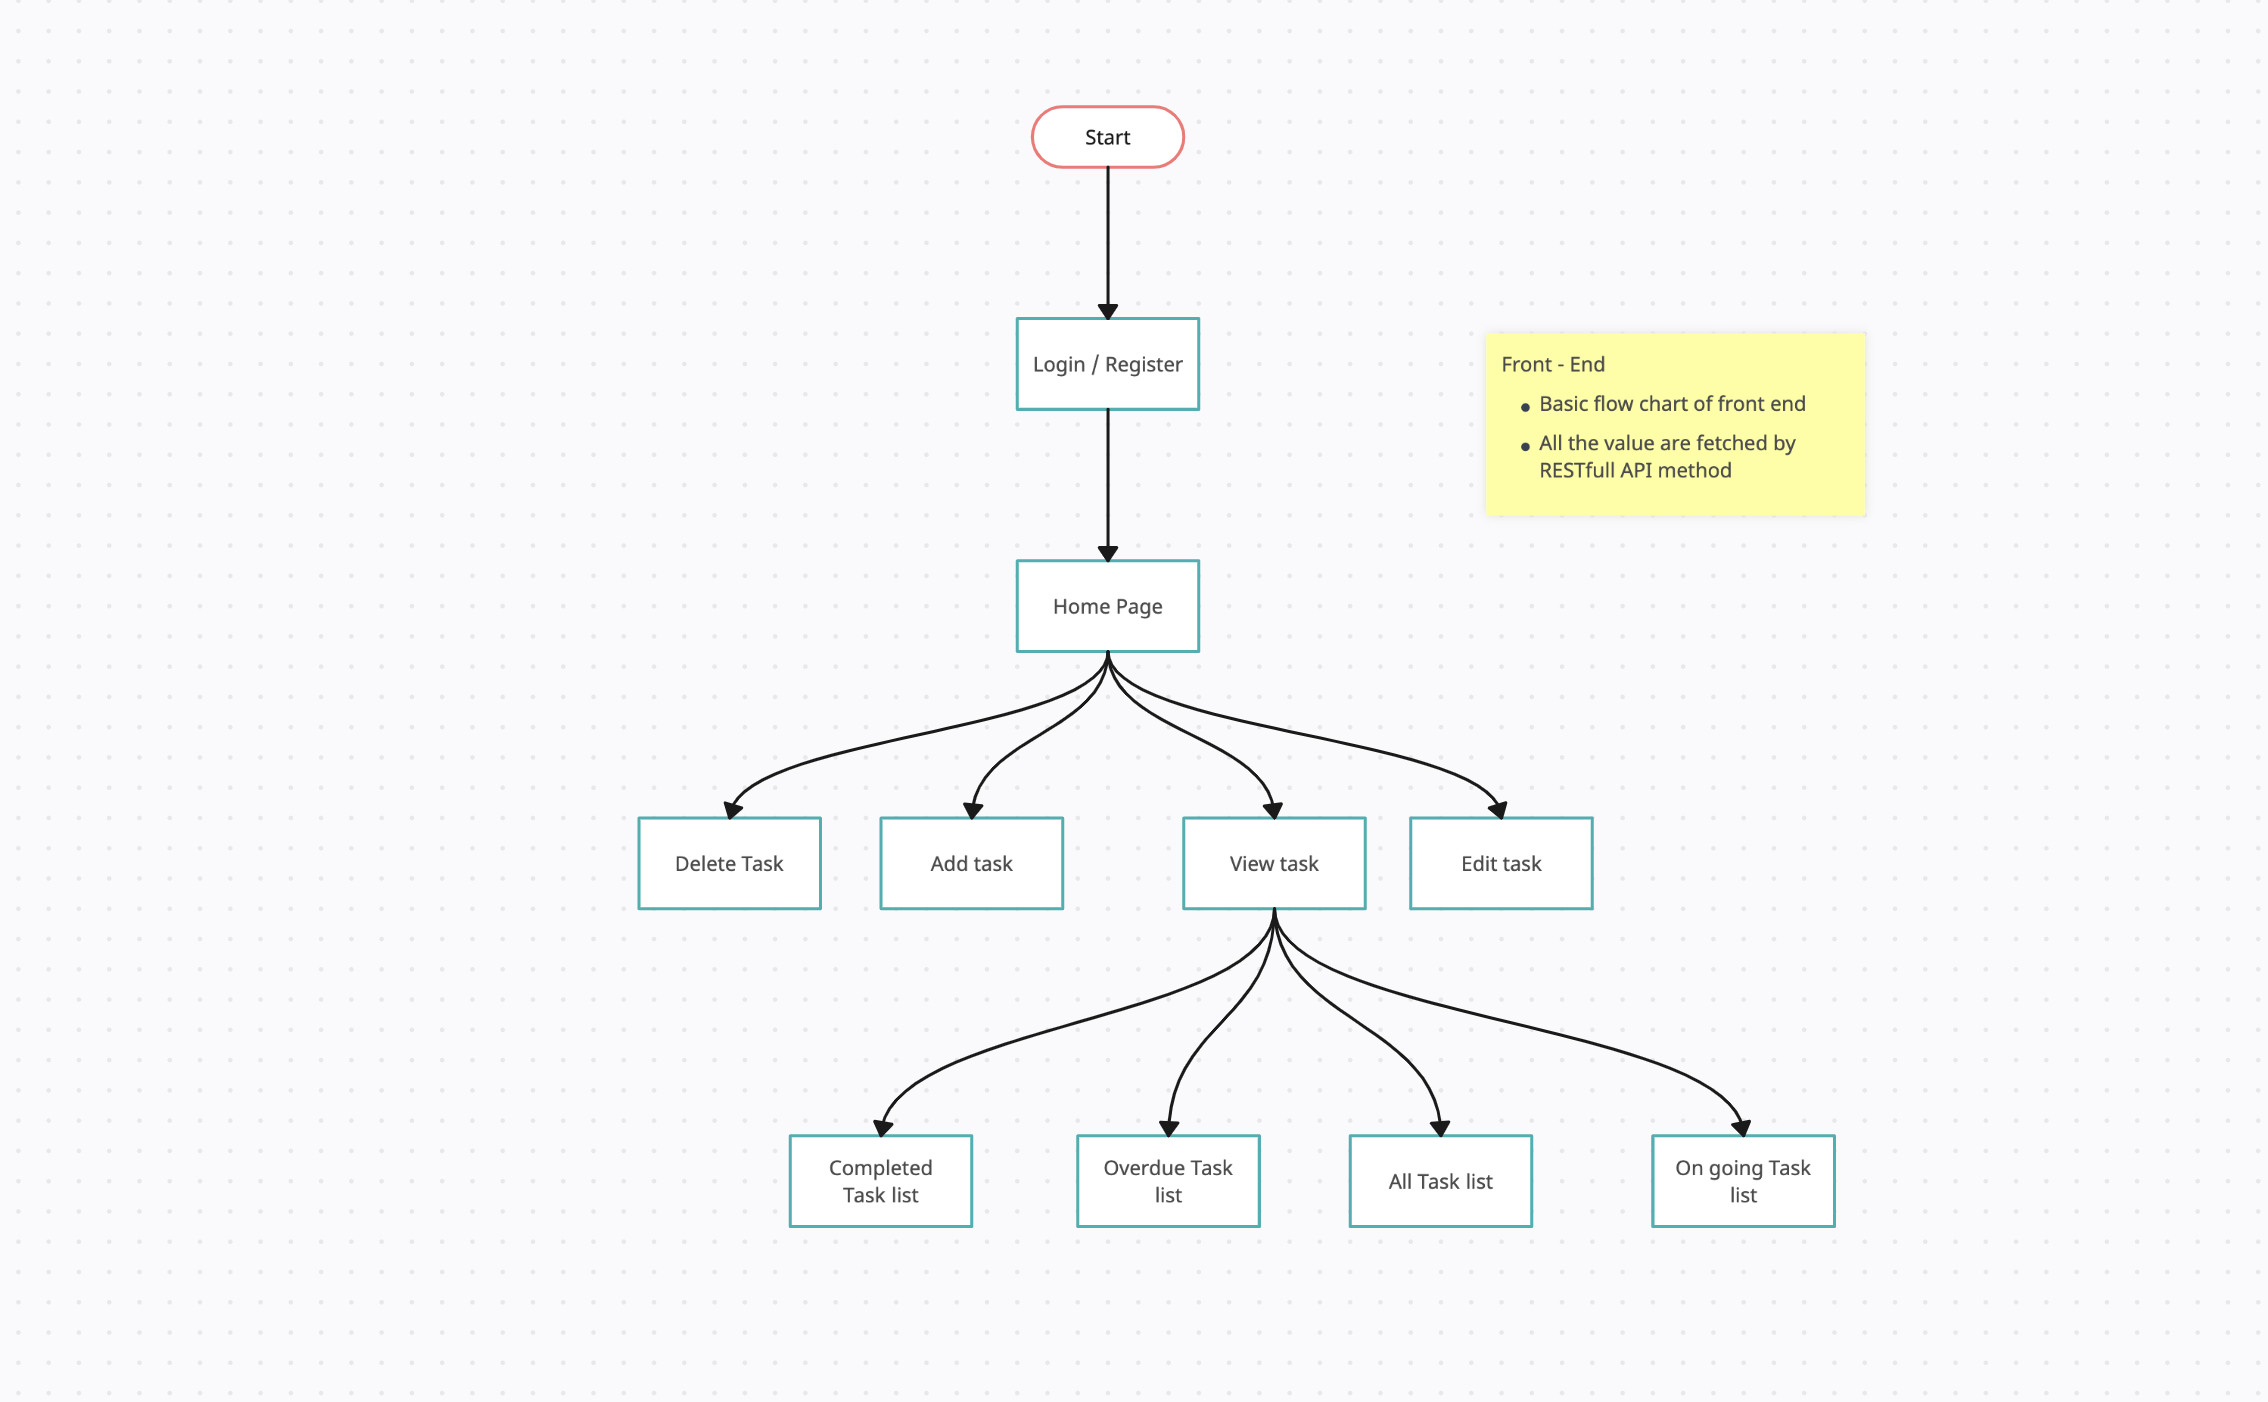 Start
Login / Register
Front - End
Basic flow chart of front end
All the value are fetched by
RESTfull API method
Home Page
Delete Task
Add task
View task
Edit task
Completed
Task list
Overdue Task
list
All Task list
On going Task
list